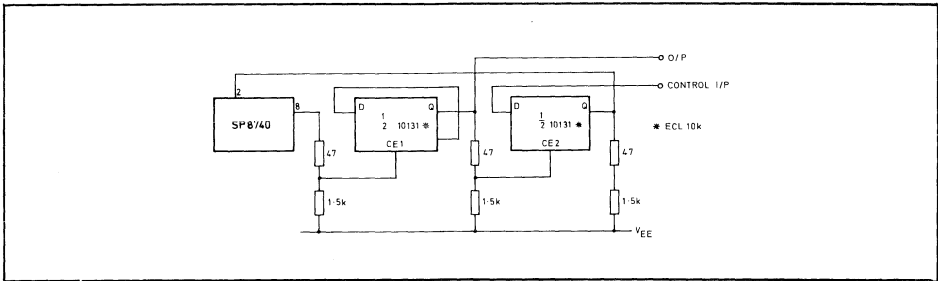 O/P
CONTROL I/P
2
8
SP8740
D
Q
1
2
10131 *
CE1
D
Q
1
2
10131 *
CE2
* ECL 10k
47
47
47
1·5k
1·5k
1·5k
VEE